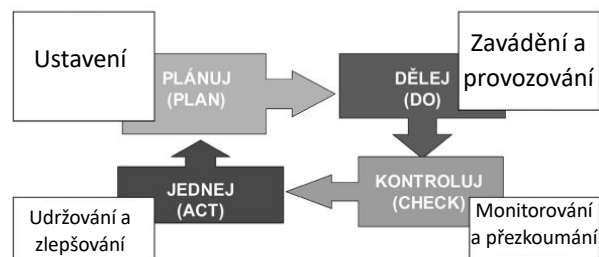 Ustavení
PLÁNUJ
(PLAN)
DĚLEJ
(DO)
Zavádění a
provozování
JEDNEJ
(ACT)
Udržování a
zlepšování
KONTROLUJ
(CHECK)
Monitorování
a přezkoumání